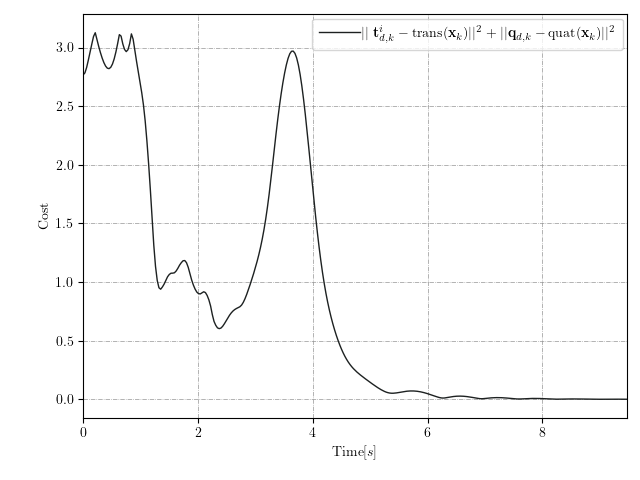 || t^i_{d,k} − trans(x_k)||^2 + ||q_{d,k} − quat(x_k)||^2
3.0
2.5
2.0
1.5
1.0
0.5
0.0
Cost
0 2 4 6 8
Time[s]